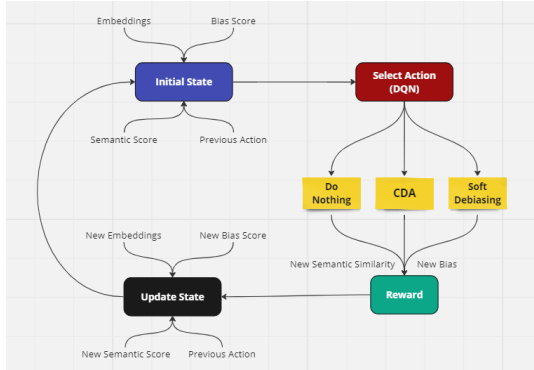 Embeddings
Bias Score
Initial State
Select Action
(DQN)
Semantic Score
Previous Action
Do
Nothing
CDA
Soft
Debiasing
New Embeddings
New Bias Score
New Semantic Similarity
New Bias
Update State
Reward
New Semantic Score
Previous Action